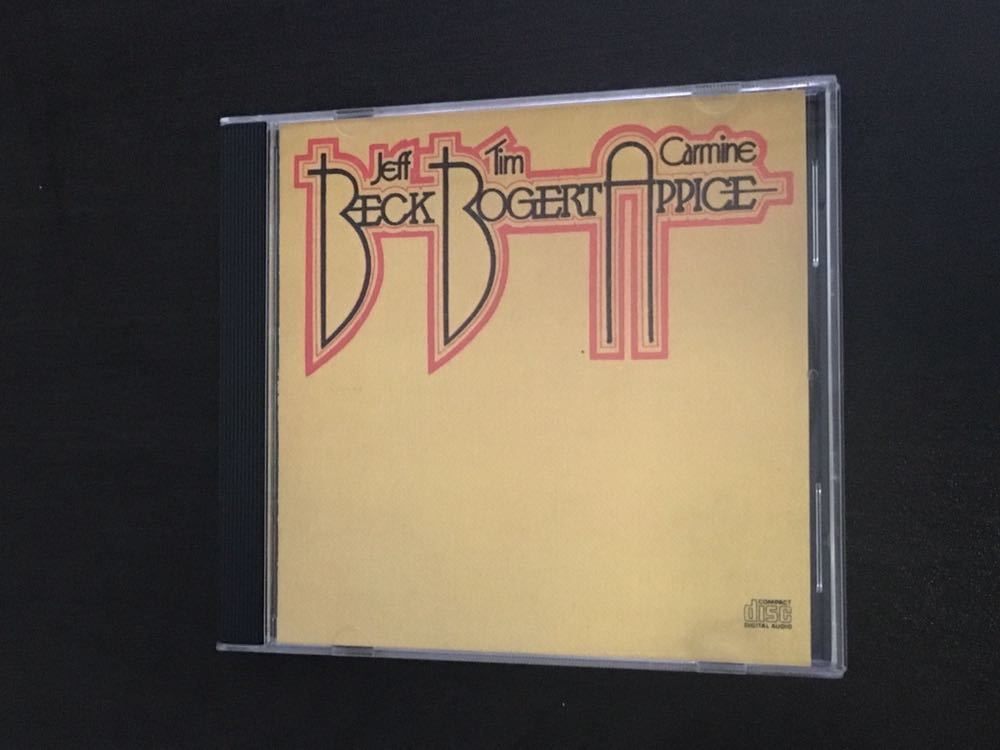 Jeff Tim Carmine
BECK BOGERT APPICE
COMPACT
disc
DIGITAL AUDIO